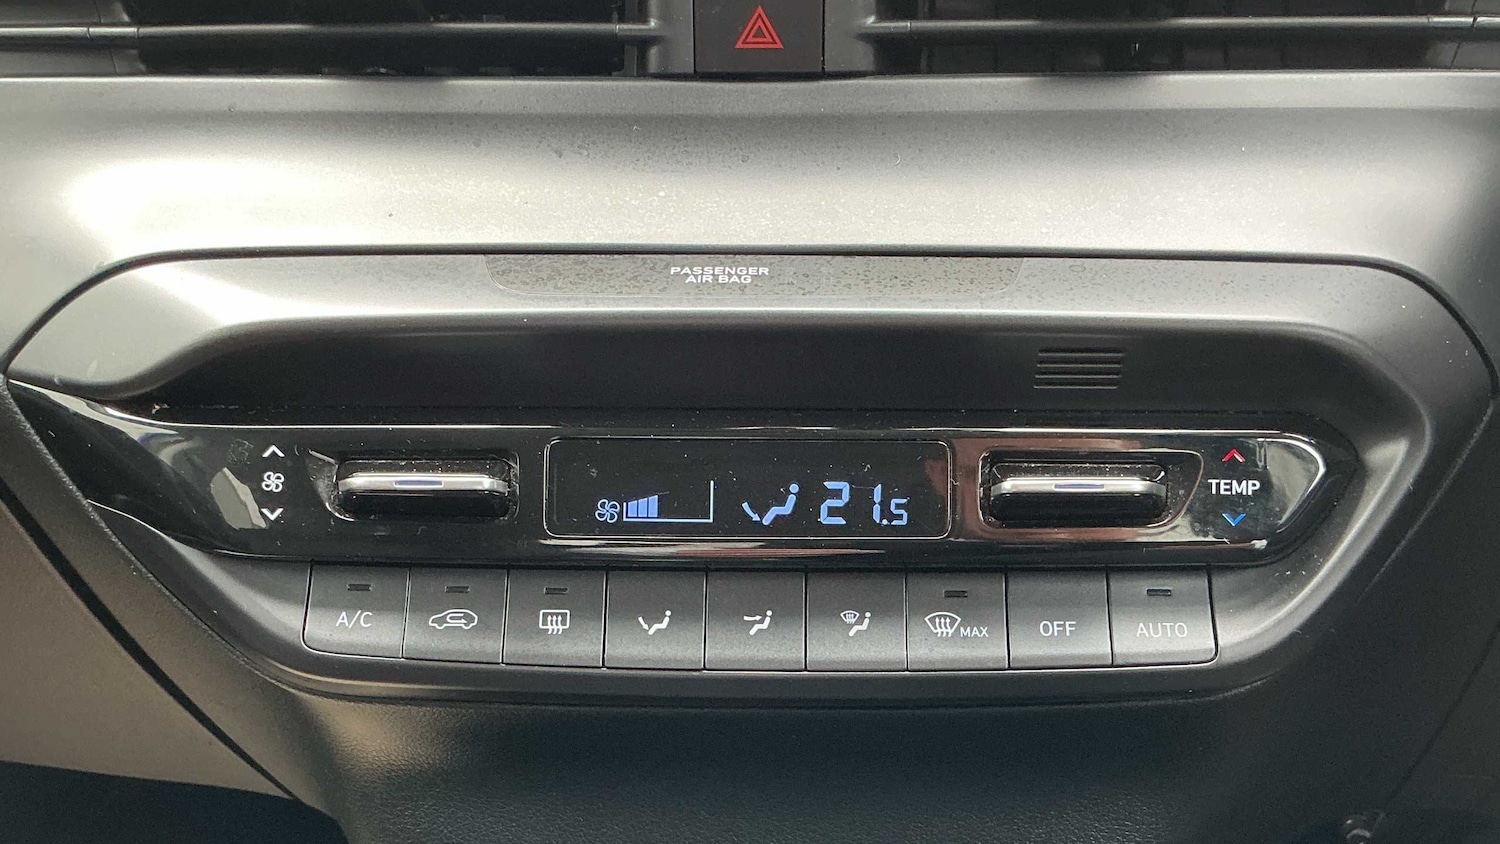 PASSENGER
AIR BAG
21.5
TEMP
A/C
MAX
OFF
AUTO